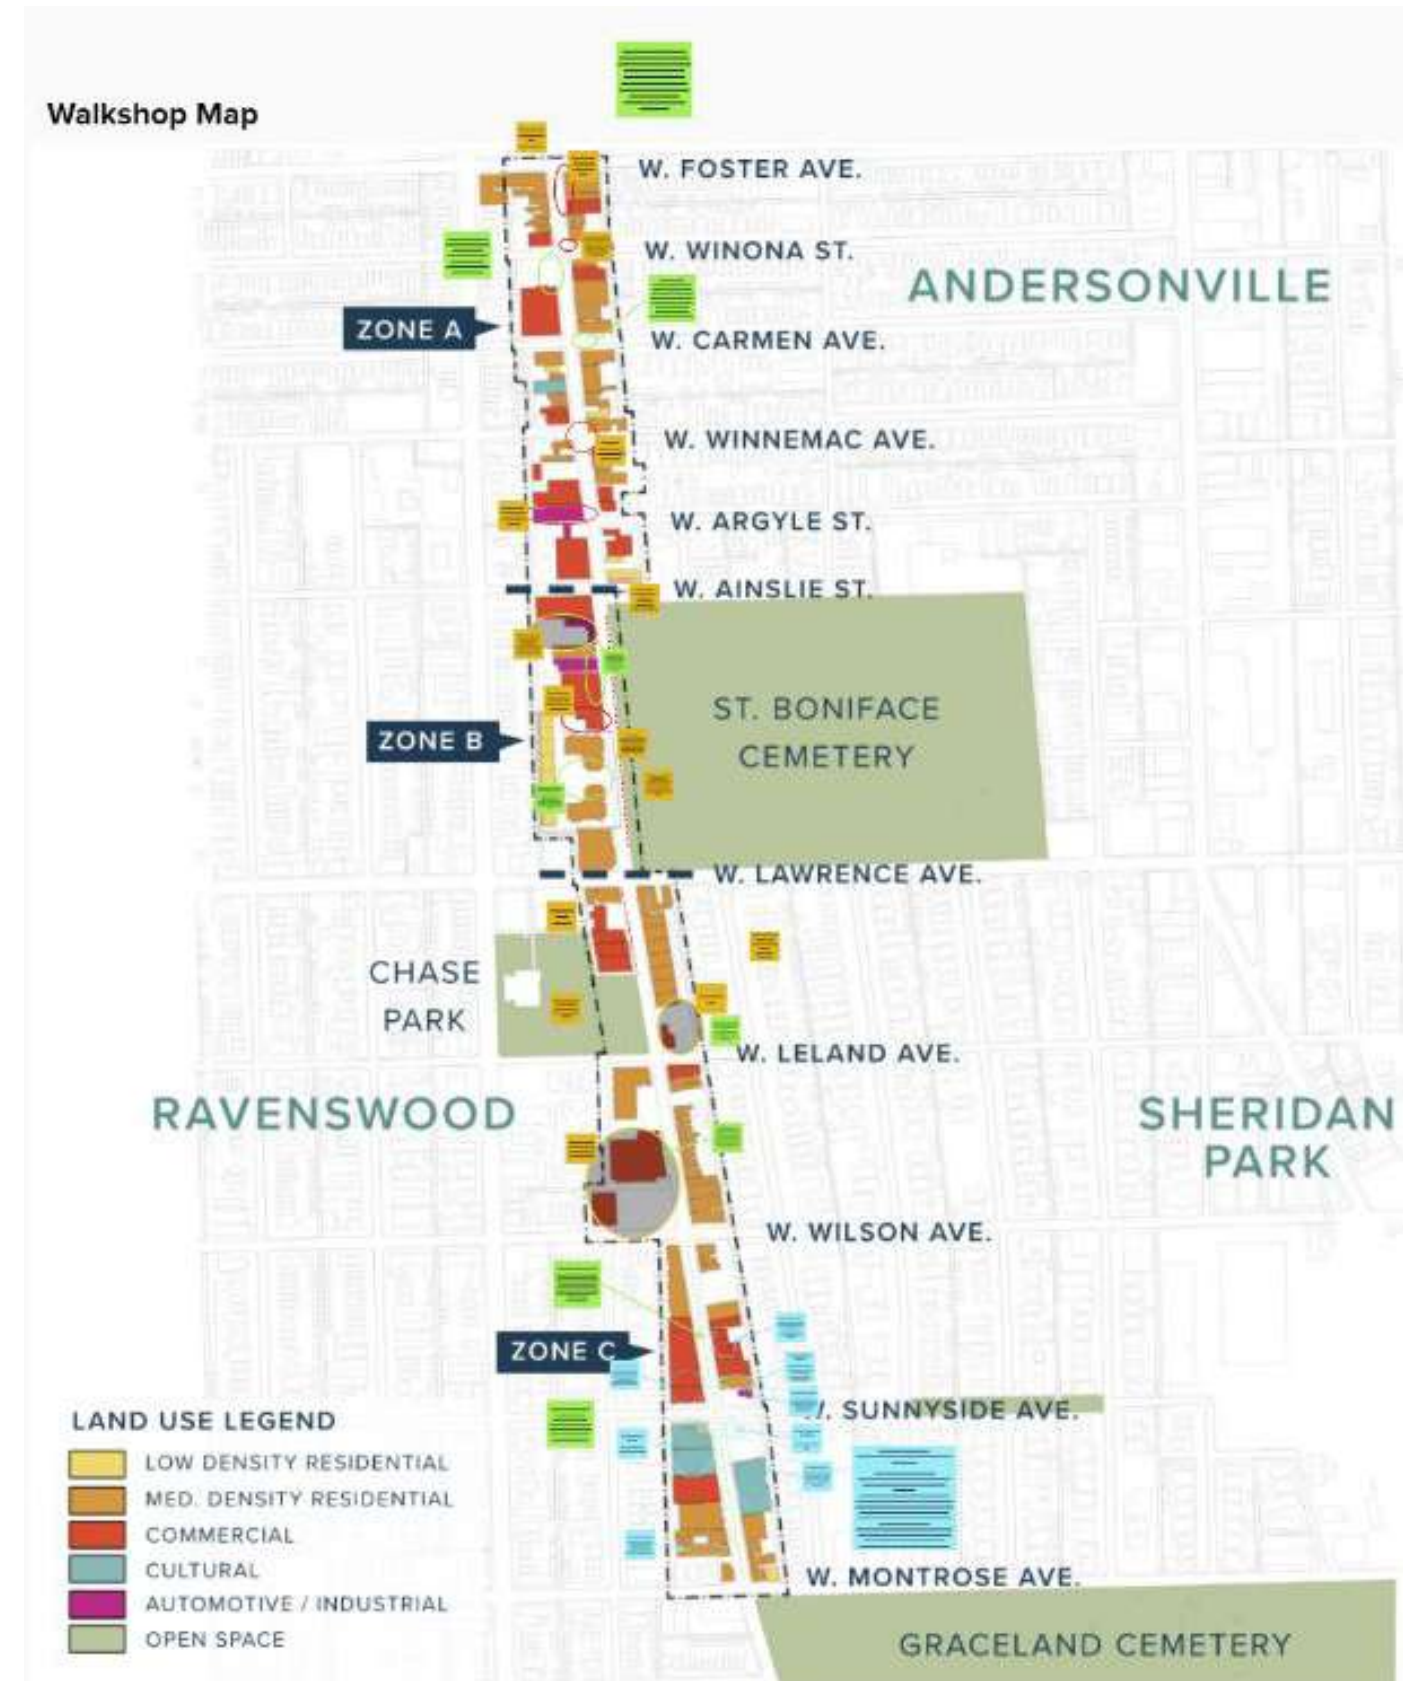 Walkshop Map
W. FOSTER AVE.
W. WINONA ST.
ANDERSONVILLE
ZONE A
W. CARMEN AVE.
W. WINNEMAC AVE.
W. ARGYLE ST.
W. AINSLIE ST.
ST. BONIFACE
CEMETERY
ZONE B
W. LAWRENCE AVE.
CHASE
PARK
W. LELAND AVE.
RAVENSWOOD
SHERIDAN
PARK
W. WILSON AVE.
ZONE C
SUNNYSIDE AVE.
LAND USE LEGEND
LOW DENSITY RESIDENTIAL
MED. DENSITY RESIDENTIAL
COMMERCIAL
CULTURAL
AUTOMOTIVE / INDUSTRIAL
OPEN SPACE
W. MONTROSE AVE.
GRACELAND CEMETERY